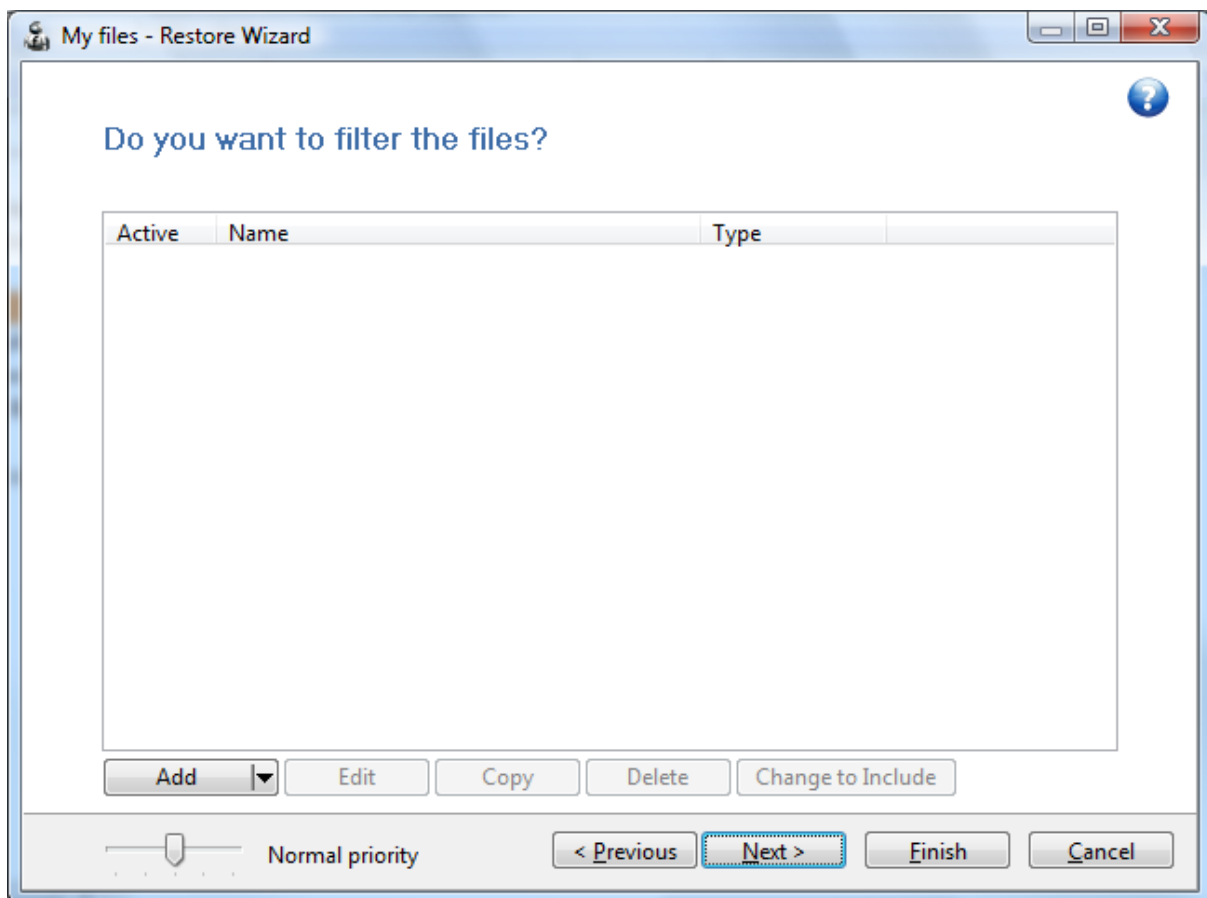 My files - Restore Wizard
?
Do you want to filter the files?
Active Name Type
Add Edit Copy Delete Change to Include
Normal priority < Previous Next > Finish Cancel